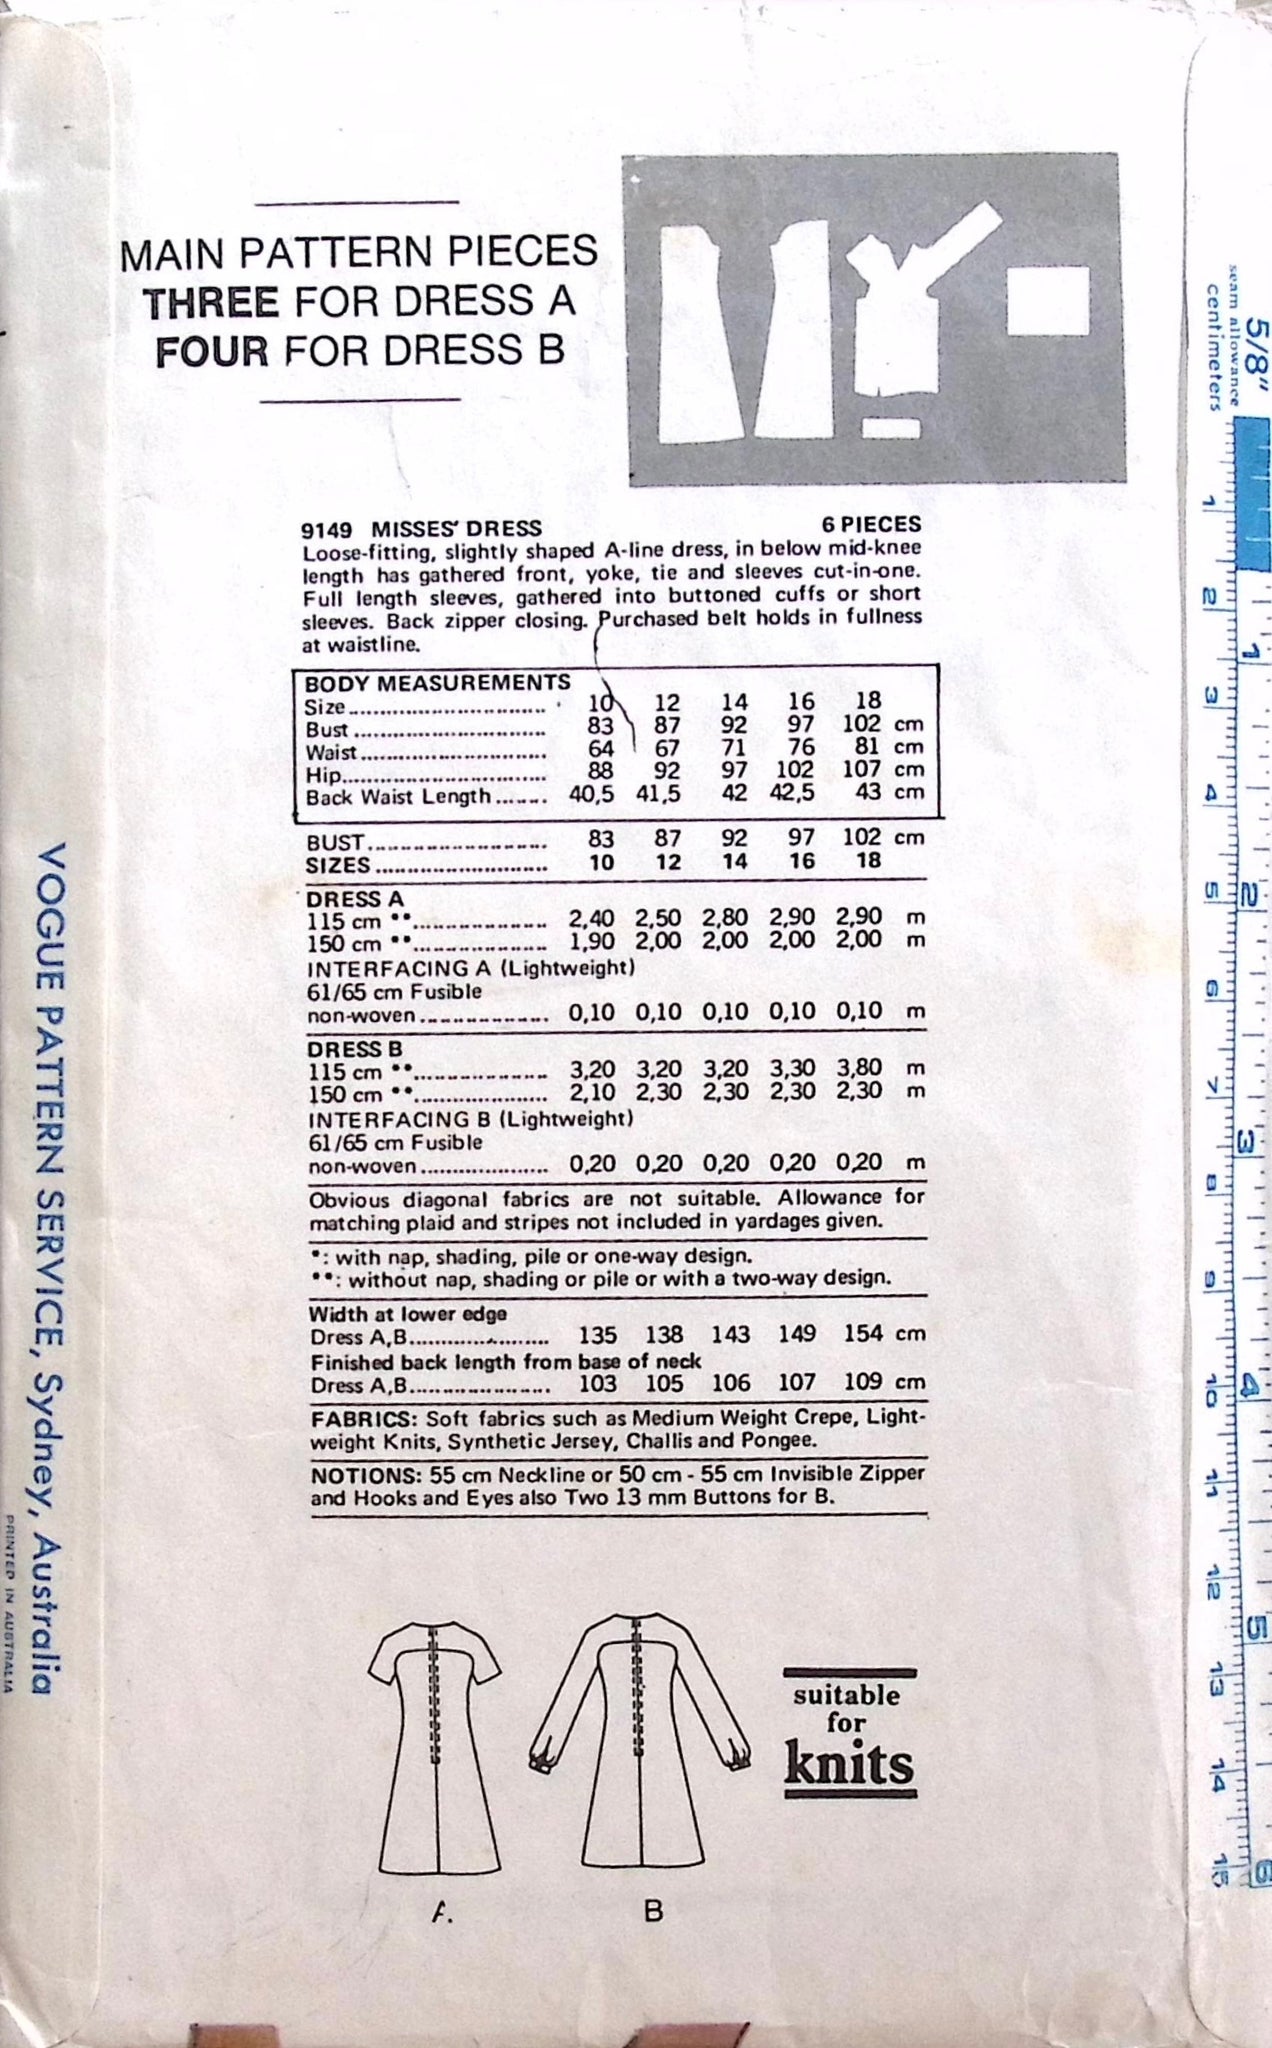 MAIN PATTERN PIECES
THREE FOR DRESS A
FOUR FOR DRESS B
9149 MISSES' DRESS 6 PIECES
Loose-fitting, slightly shaped A-line dress, in below mid-knee
length has gathered front, yoke, tie and sleeves cut-in-one.
Full length sleeves, gathered into buttoned cuffs or short
sleeves. Back zipper closing. Purchased belt holds in fullness
at waistline.
BODY MEASUREMENTS
Size 10 12 14 16 18
Bust 83 87 92 97 102 cm
Waist 64 67 71 76 81 cm
Hip 88 92 97 102 107 cm
Back Waist Length 40,5 41,5 42 42,5 43 cm
BUST 83 87 92 97 102 cm
SIZES 10 12 14 16 18
DRESS A
115 cm ** 2,40 2,50 2,80 2,90 2,90 m
150 cm ** 1,90 2,00 2,00 2,00 2,00 m
INTERFACING A (Lightweight)
61/65 cm Fusible
non-woven 0,10 0,10 0,10 0,10 0,10 m
DRESS B
115 cm ** 3,20 3,20 3,20 3,30 3,80 m
150 cm ** 2,10 2,30 2,30 2,30 2,30 m
INTERFACING B (Lightweight)
61/65 cm Fusible
non-woven 0,20 0,20 0,20 0,20 0,20 m
Obvious diagonal fabrics are not suitable. Allowance for
matching plaid and stripes not included in yardages given.
*: with nap, shading, pile or one-way design.
**: without nap, shading or pile or with a two-way design.
Width at lower edge
Dress A,B 135 138 143 149 154 cm
Finished back length from base of neck
Dress A,B 103 105 106 107 109 cm
FABRICS: Soft fabrics such as Medium Weight Crepe, Light-
weight Knits, Synthetic Jersey, Challis and Pongee.
NOTIONS: 55 cm Neckline or 50 cm - 55 cm Invisible Zipper
and Hooks and Eyes also Two 13 mm Buttons for B.
A.
B
suitable
for
knits
VOGUE PATTERN SERVICE, Sydney, Australia
PRINTED IN AUSTRALIA
5/8"
seam allowance
centimeters
1 2 3 4 5 6 7 8 9 10 11 12 13 14 15
1 2 3 4 5 6